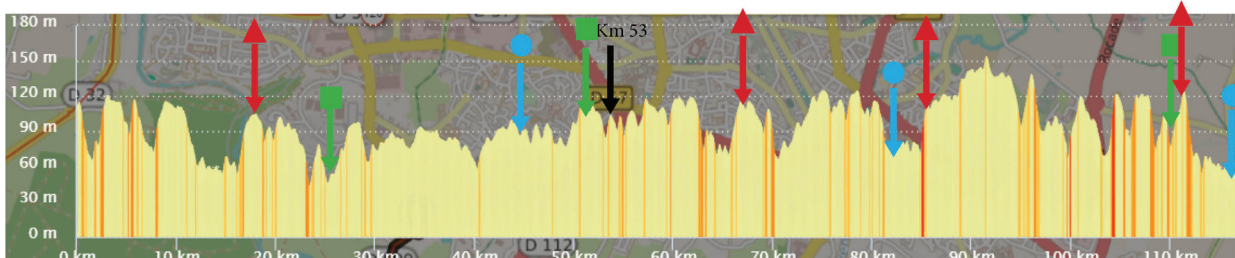 180 m
150 m
120 m
90 m
60 m
30 m
0 m
Km 53
D 32
D 112
Rocade
0 km
10 km
20 km
30 km
40 km
50 km
60 km
70 km
80 km
90 km
100 km
110 km